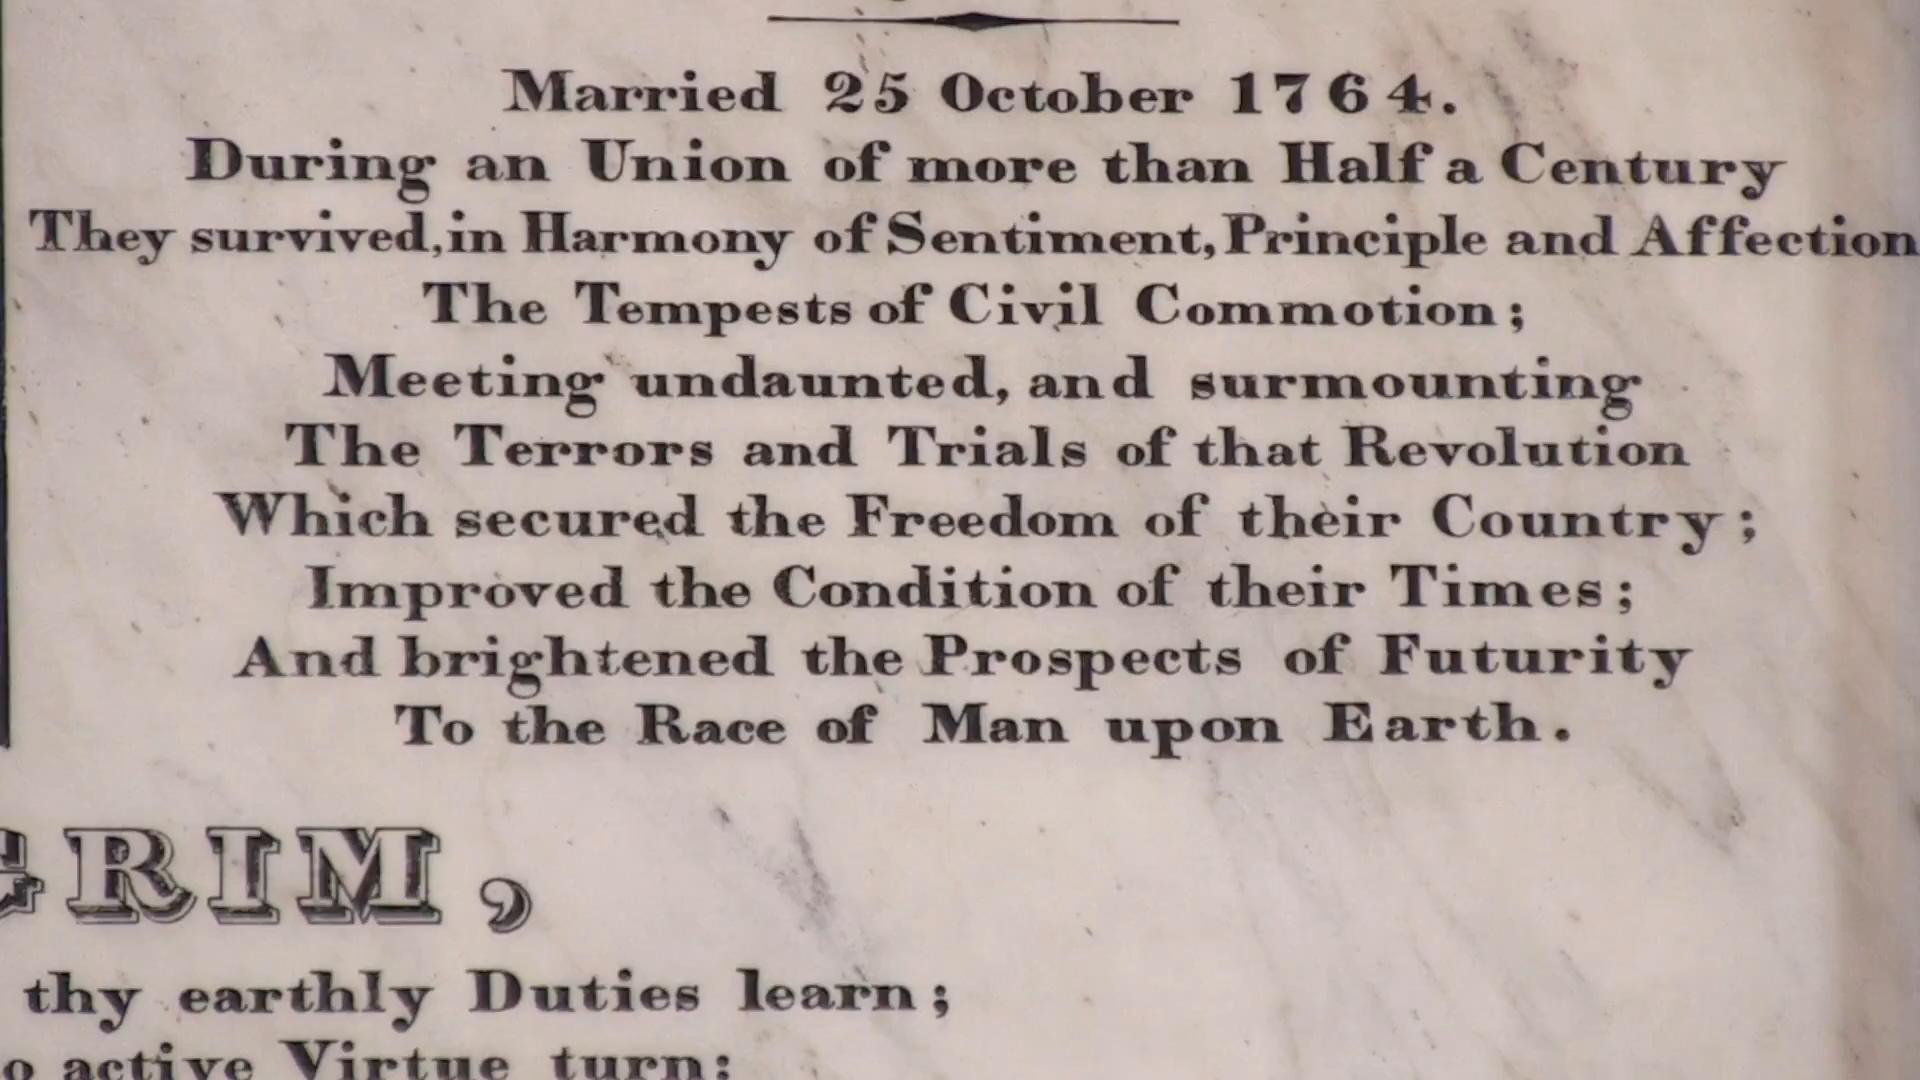 Married 25 October 1764.
During an Union of more than Half a Century
They survived, in Harmony of Sentiment, Principle and Affection
The Tempests of Civil Commotion;
Meeting undaunted, and surmounting
The Terrors and Trials of that Revolution
Which secured the Freedom of their Country;
Improved the Condition of their Times;
And brightened the Prospects of Futurity
To the Race of Man upon Earth.
RIM,
thy earthly Duties learn;
active Virtue turn: